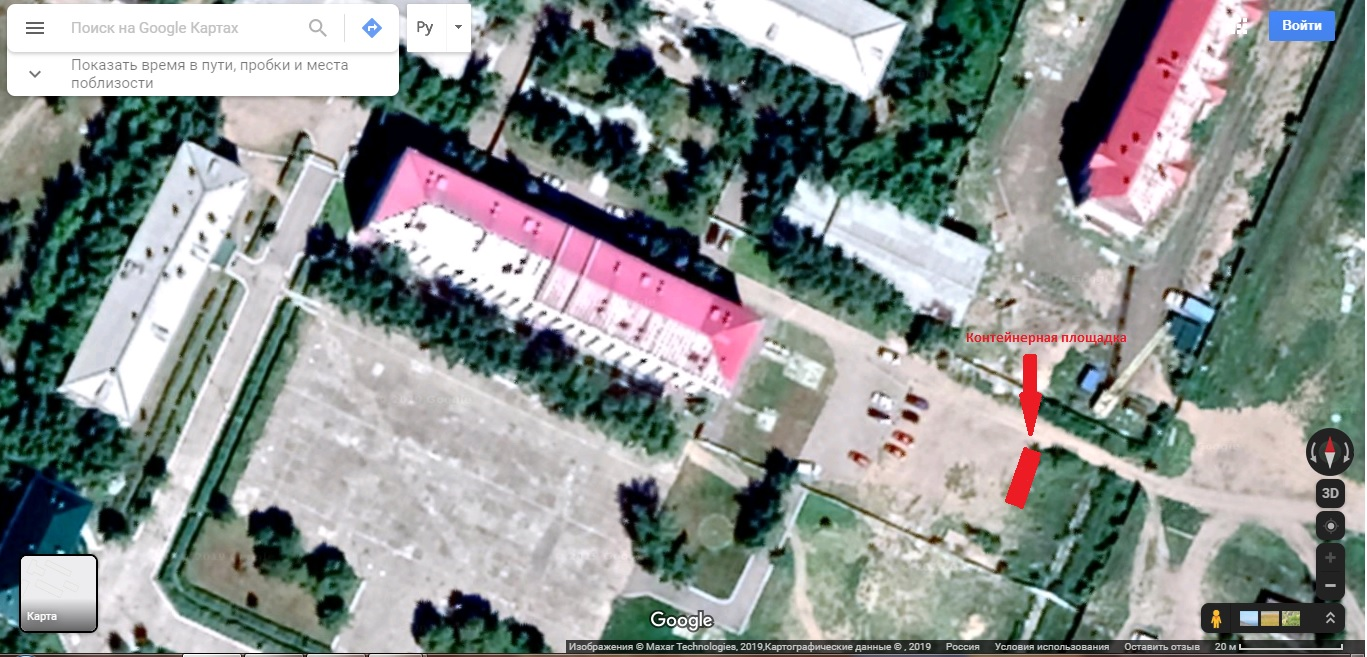 Поиск на Google Картах
Ру
Войти
Показать время в пути, пробки и места
поблизости
Контейнерная площадка
3D
Карта
Google
Изображения © Maxar Technologies, 2019,Картографические данные © , 2019 Россия Условия использования Оставить отзыв 20 м